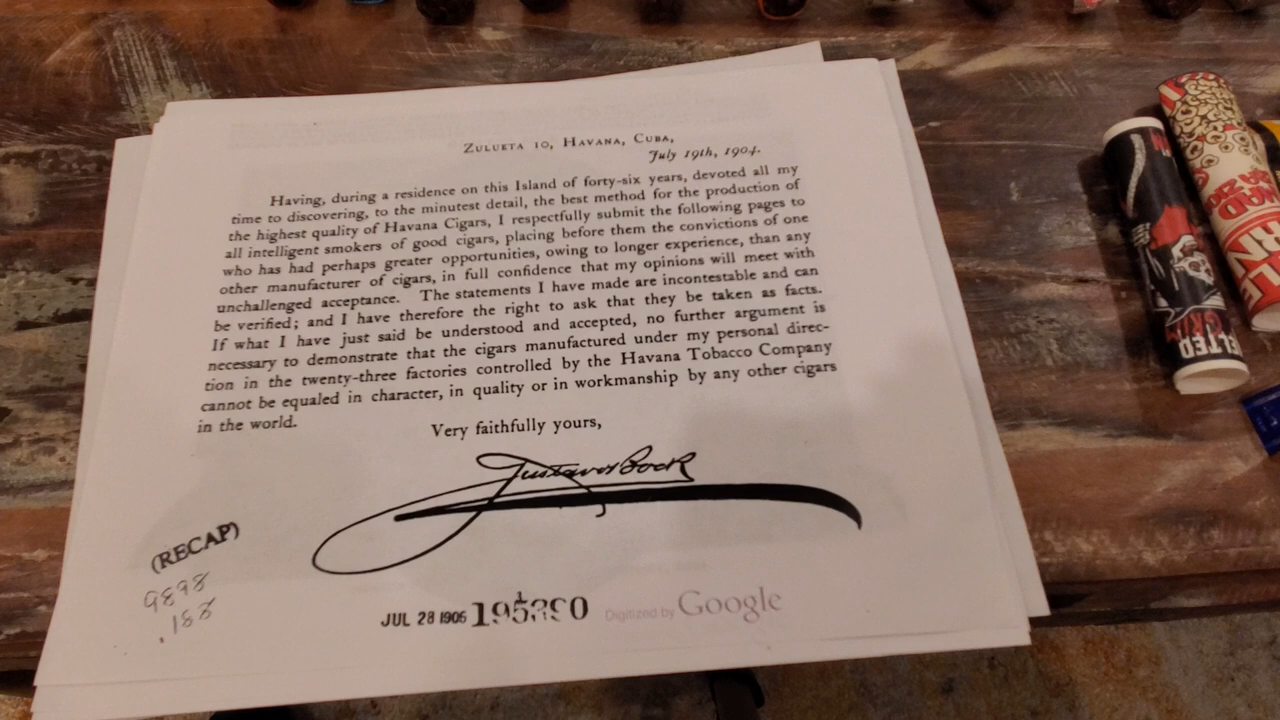 ZULUETA 10, HAVANA, CUBA,
July 19th, 1904.
Having, during a residence on this Island of forty-six years, devoted all my
time to discovering, to the minutest detail, the best method for the production of
the highest quality of Havana Cigars, I respectfully submit the following pages to
all intelligent smokers of good cigars, placing before them the convictions of one
who has had perhaps greater opportunities, owing to longer experience, than any
other manufacturer of cigars, in full confidence that my opinions will meet with
unchallenged acceptance. The statements I have made are incontestable and can
be verified; and I have therefore the right to ask that they be taken as facts.
If what I have just said be understood and accepted, no further argument is
necessary to demonstrate that the cigars manufactured under my personal direc-
tion in the twenty-three factories controlled by the Havana Tobacco Company
cannot be equaled in character, in quality or in workmanship by any other cigars
in the world.
Very faithfully yours,
Gustavo Bock
(RECAP)
9898
.188
JUL 28 1905
Digitized by Google